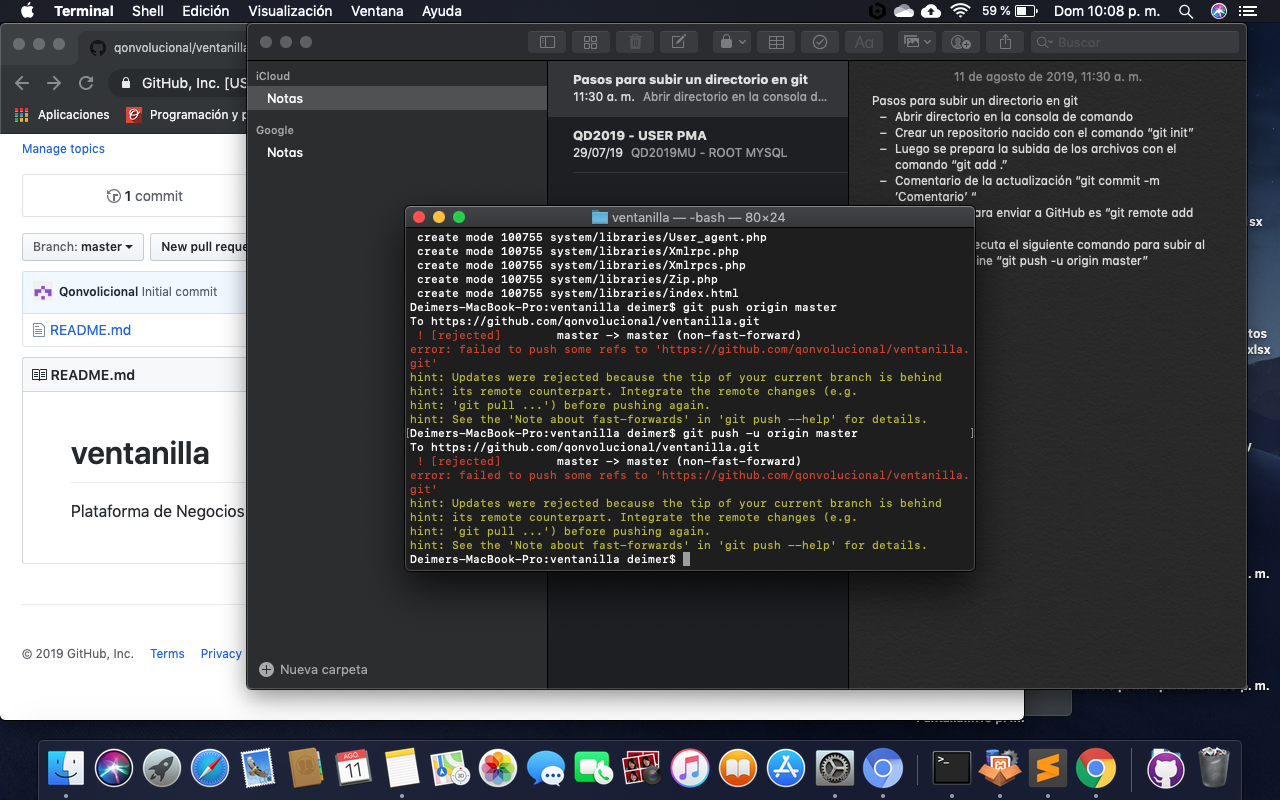 Terminal Shell Edición Visualización Ventana Ayuda 59 % Dom 10:08 p. m.
qonvolucional/ventanilla
GitHub, Inc. [US
Aplicaciones Programación y p
Manage topics
1 commit
Branch: master New pull reque
Qonvolicional Initial commit
README.md
README.md
ventanilla
Plataforma de Negocios
© 2019 GitHub, Inc. Terms Privacy
Aa
Buscar
iCloud
Notas
Google
Notas
Nueva carpeta
Pasos para subir un directorio en git
11:30 a. m. Abrir directorio en la consola d...
QD2019 - USER PMA
29/07/19 QD2019MU - ROOT MYSQL
11 de agosto de 2019, 11:30 a. m.
Pasos para subir un directorio en git
– Abrir directorio en la consola de comando
– Crear un repositorio nacido con el comando “git init”
– Luego se prepara la subida de los archivos con el
comando “git add .”
– Comentario de la actualización “git commit -m
‘Comentario’ “
ara enviar a GitHub es “git remote add
ecuta el siguiente comando para subir al
ine “git push -u origin master”
ventanilla — -bash — 80×24
create mode 100755 system/libraries/User_agent.php
create mode 100755 system/libraries/Xmlrpc.php
create mode 100755 system/libraries/Xmlrpcs.php
create mode 100755 system/libraries/Zip.php
create mode 100755 system/libraries/index.html
Deimers-MacBook-Pro:ventanilla deimer$ git push origin master
To https://github.com/qonvolucional/ventanilla.git
! [rejected] master -> master (non-fast-forward)
error: failed to push some refs to 'https://github.com/qonvolucional/ventanilla.
git'
hint: Updates were rejected because the tip of your current branch is behind
hint: its remote counterpart. Integrate the remote changes (e.g.
hint: 'git pull ...') before pushing again.
hint: See the 'Note about fast-forwards' in 'git push --help' for details.
[Deimers-MacBook-Pro:ventanilla deimer$ git push -u origin master ]
To https://github.com/qonvolucional/ventanilla.git
! [rejected] master -> master (non-fast-forward)
error: failed to push some refs to 'https://github.com/qonvolucional/ventanilla.
git'
hint: Updates were rejected because the tip of your current branch is behind
hint: its remote counterpart. Integrate the remote changes (e.g.
hint: 'git pull ...') before pushing again.
hint: See the 'Note about fast-forwards' in 'git push --help' for details.
Deimers-MacBook-Pro:ventanilla deimer$
sx
tos
xlsx
. m.
p. m.
AGO
11